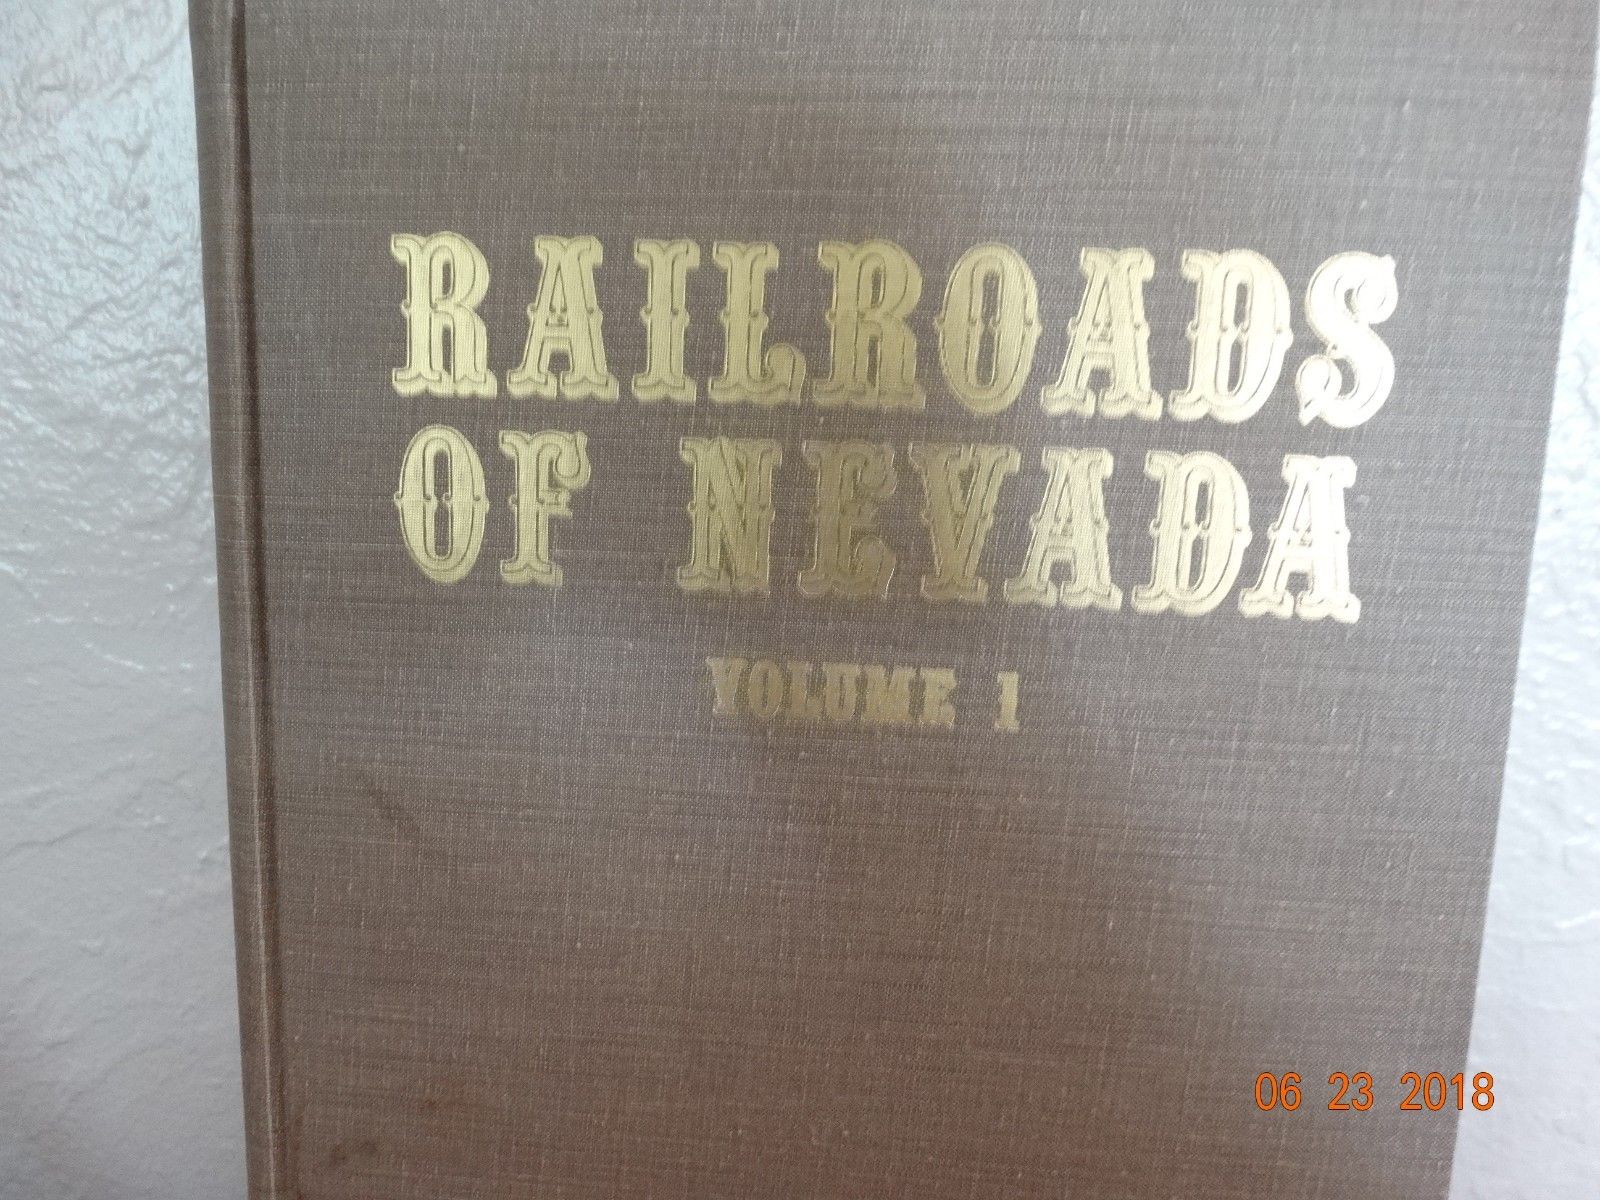 RAILROADS
OF NEVADA
VOLUME 1
06 23 2018